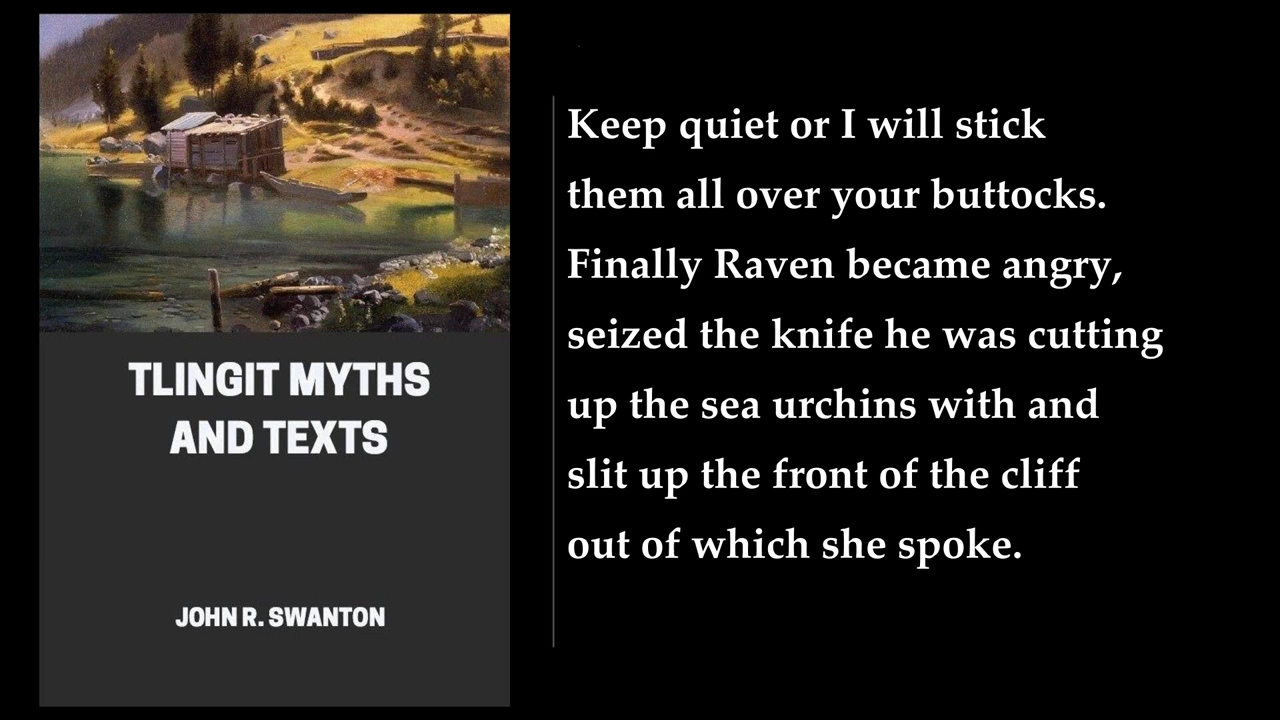 TLINGIT MYTHS
AND TEXTS
JOHN R. SWANTON
Keep quiet or I will stick
them all over your buttocks.
Finally Raven became angry,
seized the knife he was cutting
up the sea urchins with and
slit up the front of the cliff
out of which she spoke.